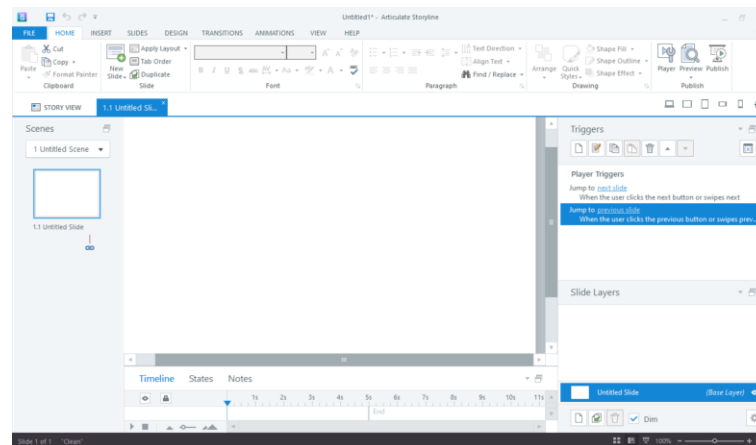 Untitled1* - Articulate Storyline
FILE HOME INSERT SLIDES DESIGN TRANSITIONS ANIMATIONS VIEW HELP
Paste
Cut
Copy
Format Painter
Clipboard
New Slide
Apply Layout
Tab Order
Duplicate
Slide
B I U S abc Aa A
Font
Text Direction
Align Text
Find / Replace
Paragraph
Arrange
Quick Styles
Shape Fill
Shape Outline
Shape Effect
Drawing
Player Preview Publish
Publish
STORY VIEW
1.1 Untitled Sli...
Scenes
1 Untitled Scene
1.1 Untitled Slide
Triggers
Player Triggers
Jump to next slide
When the user clicks the next button or swipes next
Jump to previous slide
When the user clicks the previous button or swipes prev...
Slide Layers
Untitled Slide (Base Layer)
Dim
Timeline States Notes
1s 2s 3s 4s 5s 6s 7s 8s 9s 10s 11s
End
Slide 1 of 1 "Clean"
100%